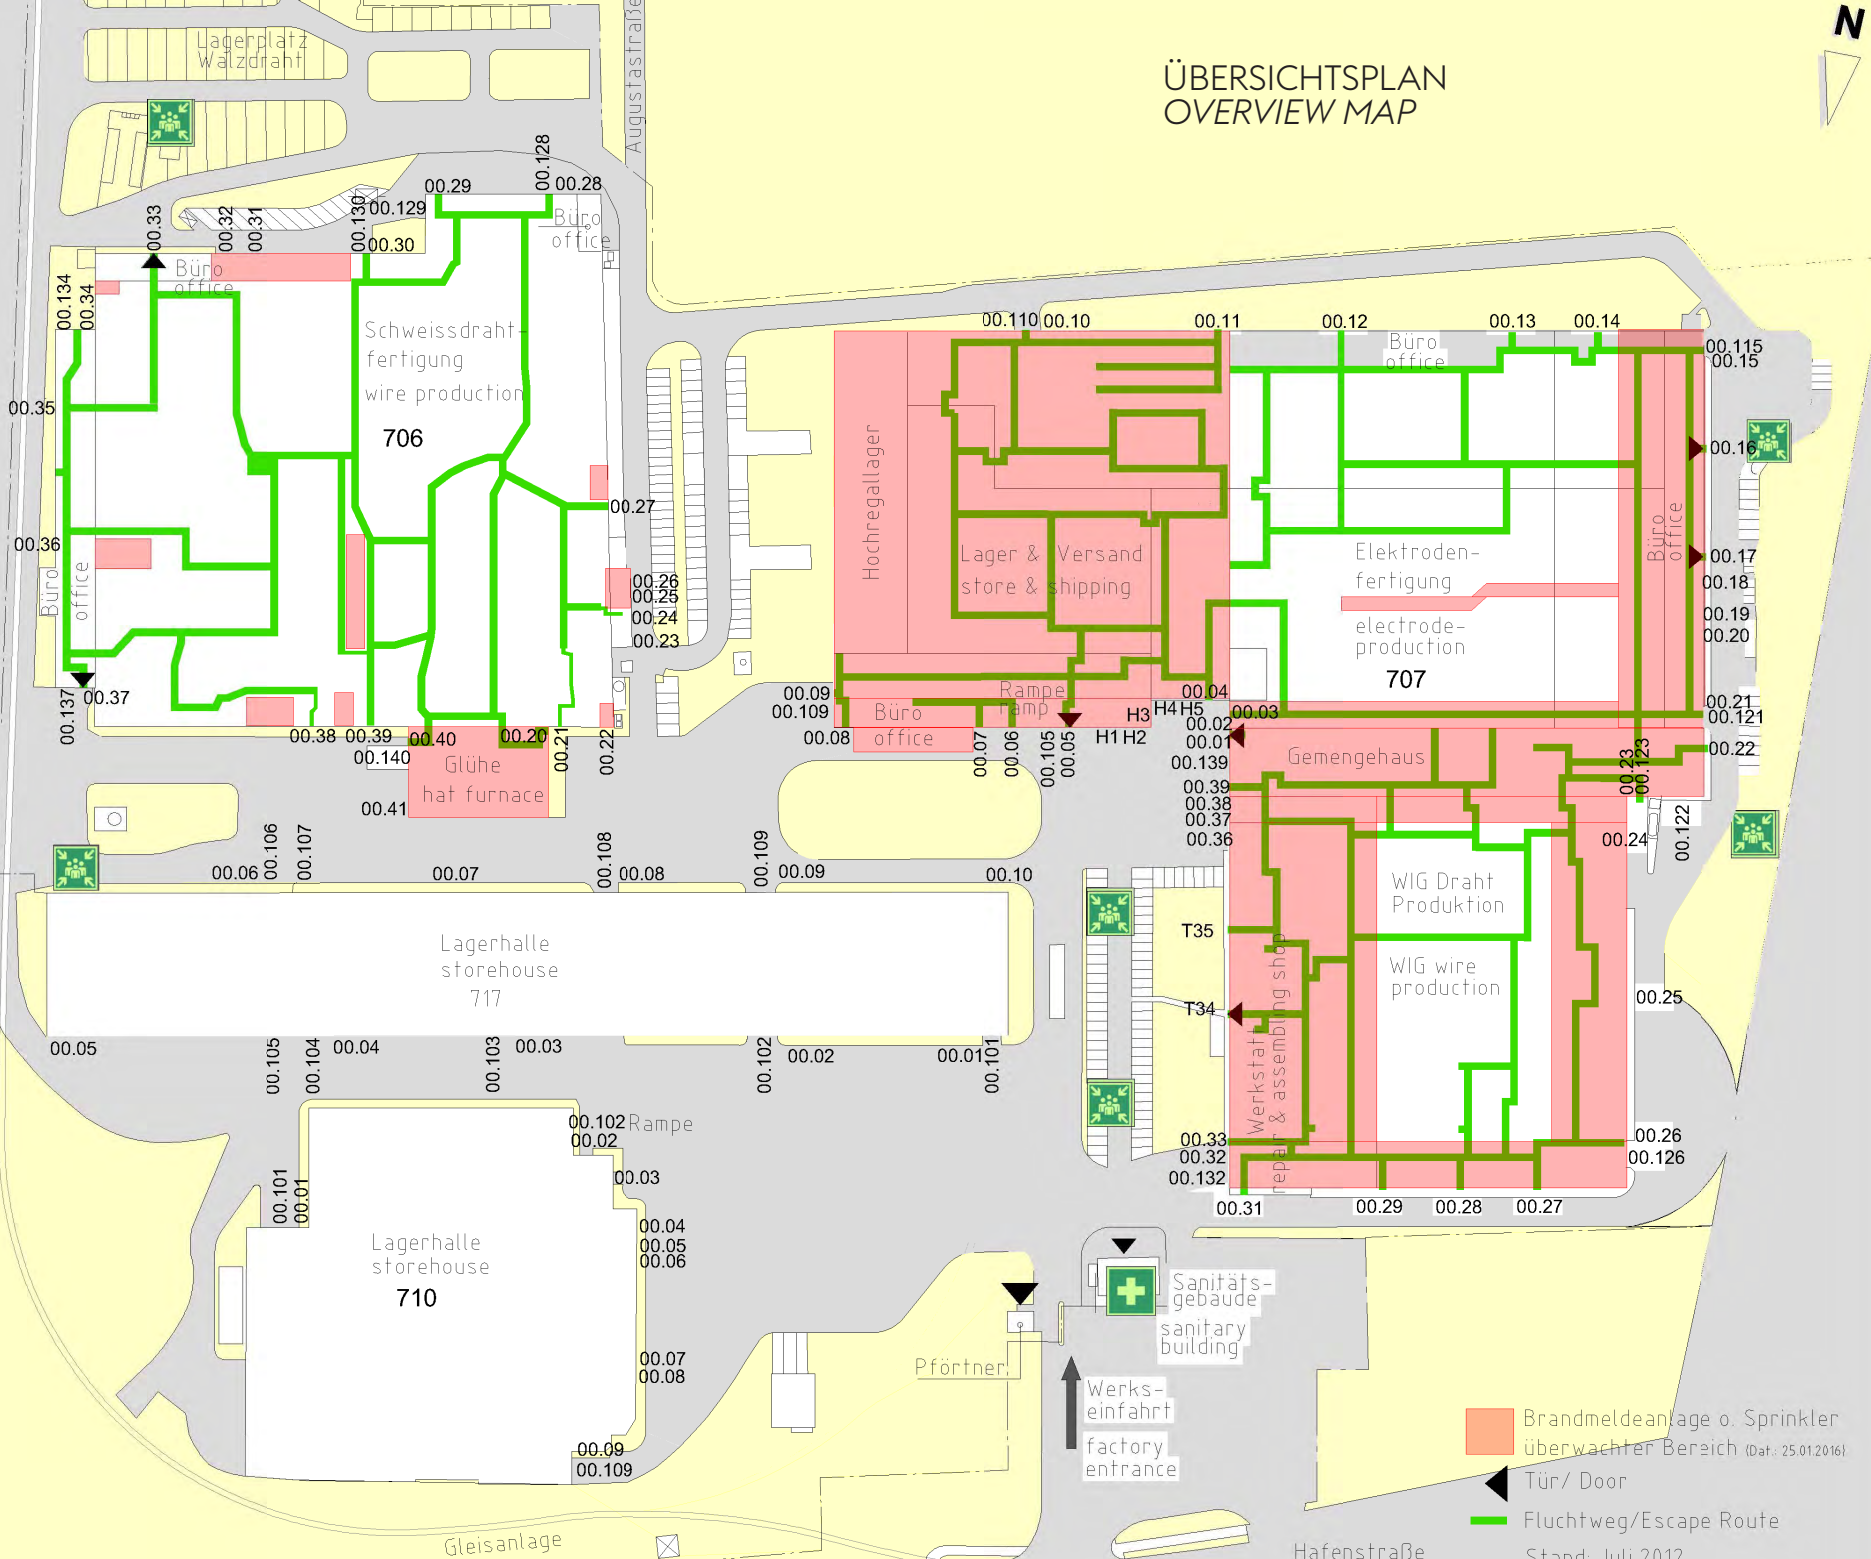 N
ÜBERSICHTSPLAN
OVERVIEW MAP
Lagerplatz
Walzdraht
Augustastraße
00.33
00.32
00.31
00.130
00.129
00.30
00.29
00.128
00.28
Büro
office
Büro
office
00.134
00.34
00.35
00.36
Büro
office
00.137
00.37
Schweissdraht-
fertigung
wire production
706
00.27
00.26
00.25
00.24
00.23
00.38
00.39
00.140
00.40
00.20
00.21
00.22
Glühe
hat furnace
00.41
00.110
00.10
00.11
00.12
00.13
00.14
Büro
office
00.115
00.15
00.16
00.17
00.18
00.19
00.20
00.21
00.121
00.22
Hochregallager
Lager & Versand
store & shipping
Elektroden-
fertigung
electrode-
production
707
Büro
office
00.09
00.109
00.08
Büro
office
Rampe
ramp
00.07
00.06
00.105
00.05
H1 H2
H3
H4 H5
00.04
00.03
00.02
00.01
00.139
00.39
00.38
00.37
00.36
Gemengehaus
00.23
00.123
00.24
00.122
WIG Draht
Produktion
WIG wire
production
Werkstatt
repair & assembling shop
T35
T34
00.25
00.26
00.126
00.33
00.32
00.132
00.31
00.29
00.28
00.27
00.06
00.106
00.107
00.07
00.108
00.08
00.109
00.09
00.10
Lagerhalle
storehouse
717
00.05
00.105
00.104
00.04
00.103
00.03
00.102
00.02
00.01
00.101
00.102
00.02
Rampe
00.03
00.101
00.01
00.04
00.05
00.06
Lagerhalle
storehouse
710
00.07
00.08
00.09
00.109
Gleisanlage
Pförtner
Sanitäts-
gebäude
sanitary
building
Werks-
einfahrt
factory
entrance
Brandmeldeanlage o. Sprinkler
überwachter Bereich (Dat.: 25.01.2016)
Tür/ Door
Fluchtweg/Escape Route
Stand: Juli 2012
Hafenstraße